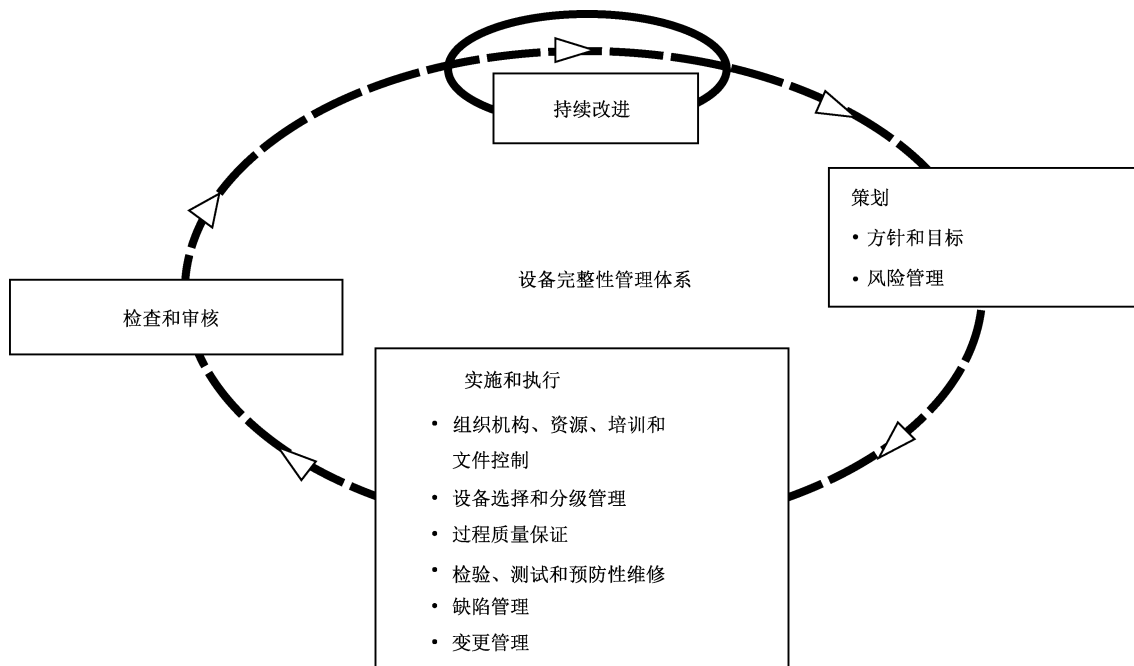 持续改进
策划
• 方针和目标
• 风险管理
设备完整性管理体系
检查和审核
实施和执行
• 组织机构、资源、培训和
文件控制
• 设备选择和分级管理
• 过程质量保证
• 检验、测试和预防性维修
• 缺陷管理
• 变更管理